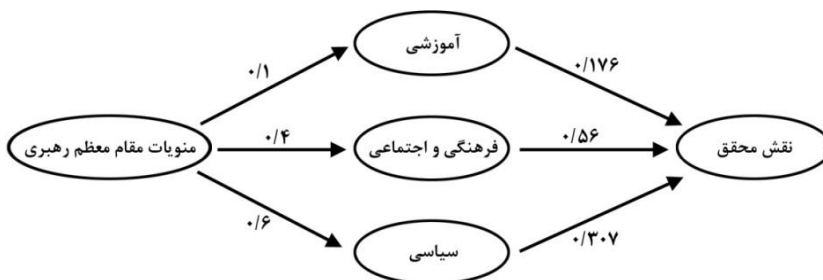 آموزشی
۰/۱
۰/۱۷۶
منویات مقام معظم رهبری
۰/۴
فرهنگی و اجتماعی
۰/۵۶
نقش محقق
۰/۶
۰/۳۰۷
سیاسی